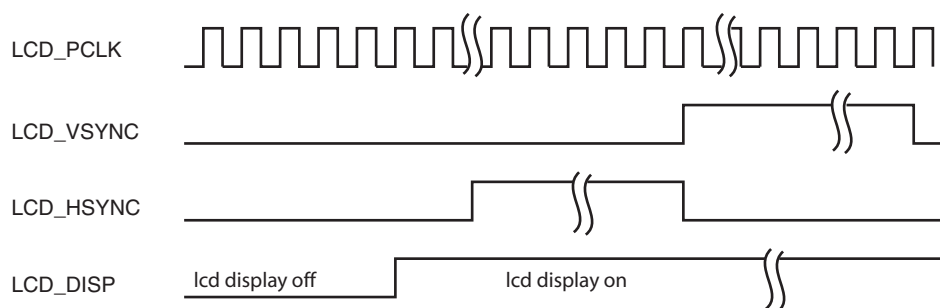 LCD_PCLK
LCD_VSYNC
LCD_HSYNC
LCD_DISP lcd display off lcd display on